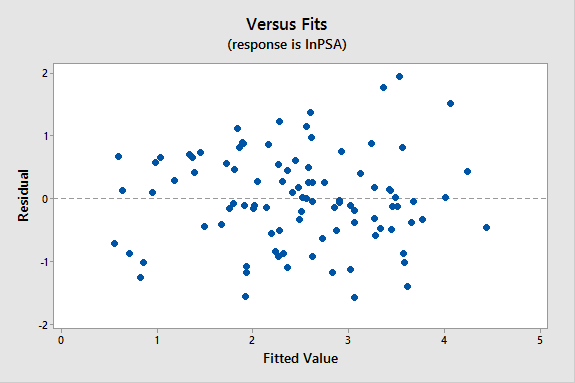 Versus Fits
(response is lnPSA)
2
1
0
-1
-2
Residual
0
1
2
3
4
5
Fitted Value